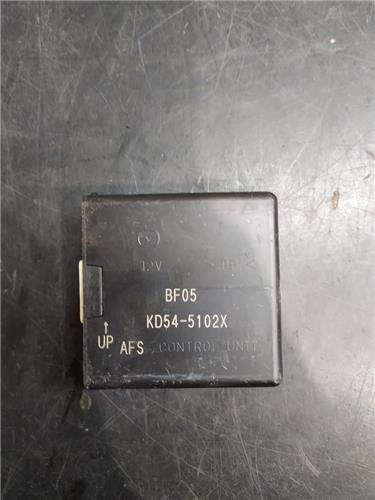 12V
BF05
KD54-5102X
↑
UP AFS CONTROL UNIT